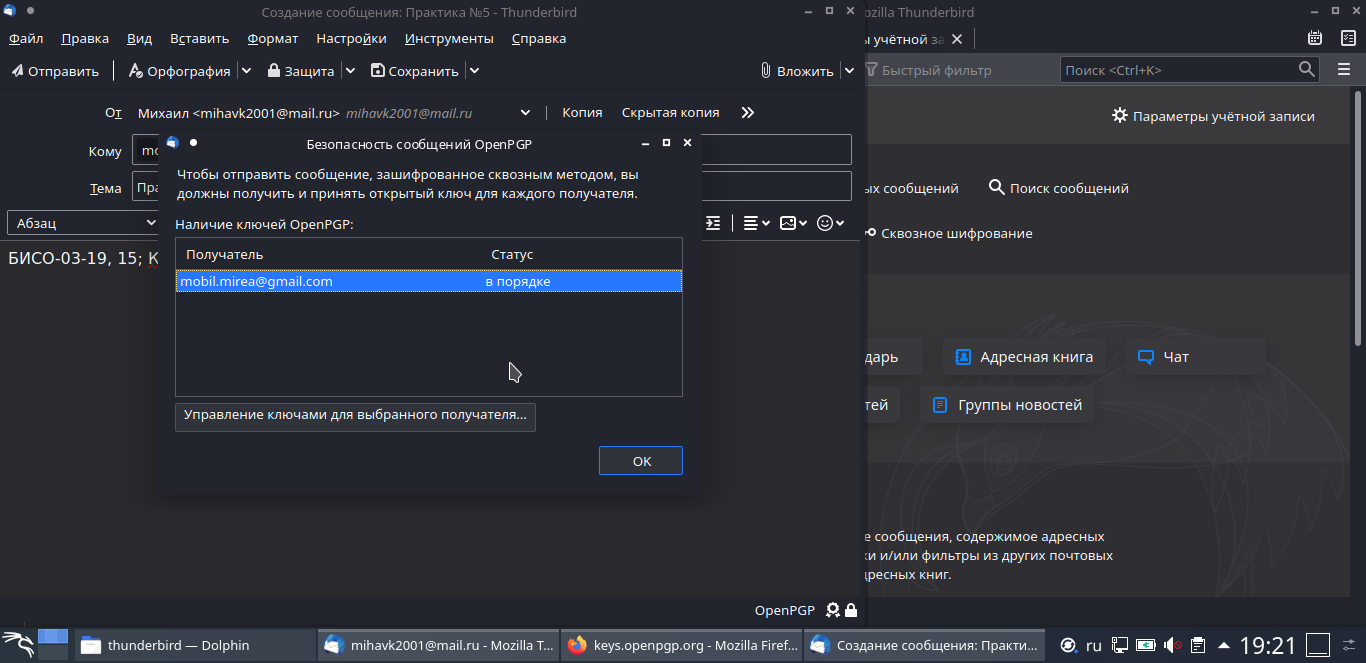 Создание сообщения: Практика №5 - Thunderbird
ozilla Thunderbird
Файл Правка Вид Вставить Формат Настройки Инструменты Справка
ы учётной за
Отправить Орфография Защита Сохранить Вложить
Быстрый фильтр
Поиск <Ctrl+K>
От Михаил <mihavk2001@mail.ru> mihavk2001@mail.ru Копия Скрытая копия
Параметры учётной записи
Кому mo
Тема Пра
Абзац
БИСО-03-19, 15; К
Безопасность сообщений OpenPGP
Чтобы отправить сообщение, зашифрованное сквозным методом, вы
должны получить и принять открытый ключ для каждого получателя.
Наличие ключей OpenPGP:
Получатель Статус
mobil.mirea@gmail.com в порядке
Управление ключами для выбранного получателя...
OK
ых сообщений Поиск сообщений
Сквозное шифрование
дарь Адресная книга Чат
тей Группы новостей
е сообщения, содержимое адресных
ки и/или фильтры из других почтовых
дресных книг.
OpenPGP
thunderbird — Dolphin
mihavk2001@mail.ru - Mozilla T...
keys.openpgp.org - Mozilla Firef...
Создание сообщения: Практи...
ru
19:21